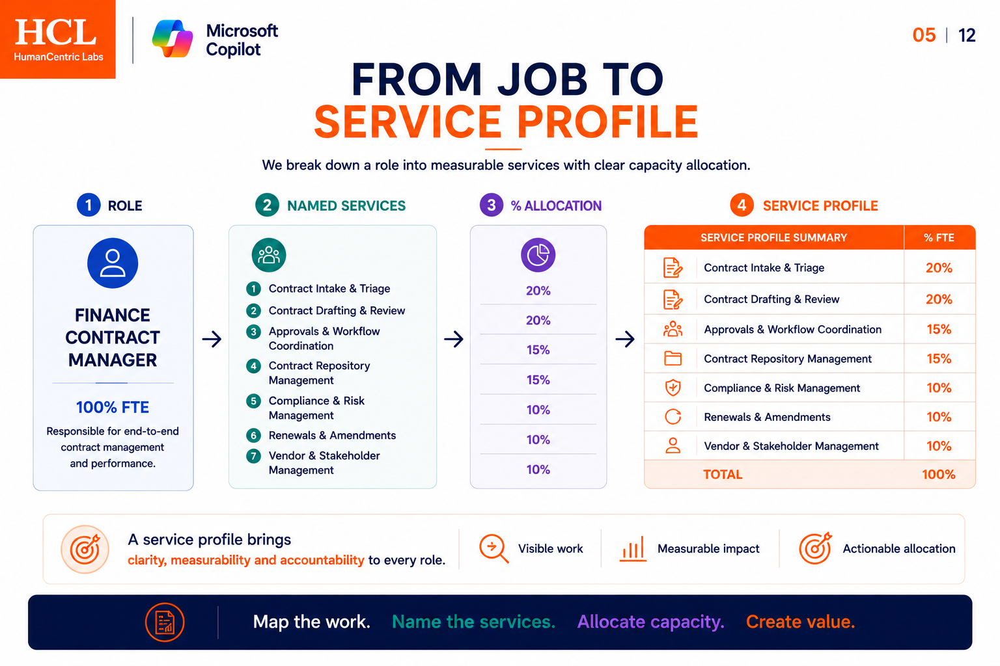 HCL
HumanCentric Labs
Microsoft
Copilot
05 | 12
FROM JOB TO
SERVICE PROFILE
We break down a role into measurable services with clear capacity allocation.
1 ROLE
FINANCE
CONTRACT
MANAGER
100% FTE
Responsible for end-to-end
contract management
and performance.
2 NAMED SERVICES
1 Contract Intake & Triage
2 Contract Drafting & Review
3 Approvals & Workflow
Coordination
4 Contract Repository
Management
5 Compliance & Risk
Management
6 Renewals & Amendments
7 Vendor & Stakeholder
Management
3 % ALLOCATION
20%
20%
15%
15%
10%
10%
10%
4 SERVICE PROFILE
SERVICE PROFILE SUMMARY % FTE
Contract Intake & Triage 20%
Contract Drafting & Review 20%
Approvals & Workflow Coordination 15%
Contract Repository Management 15%
Compliance & Risk Management 10%
Renewals & Amendments 10%
Vendor & Stakeholder Management 10%
TOTAL 100%
A service profile brings
clarity, measurability and accountability to every role.
Visible work
Measurable impact
Actionable allocation
Map the work. Name the services. Allocate capacity. Create value.